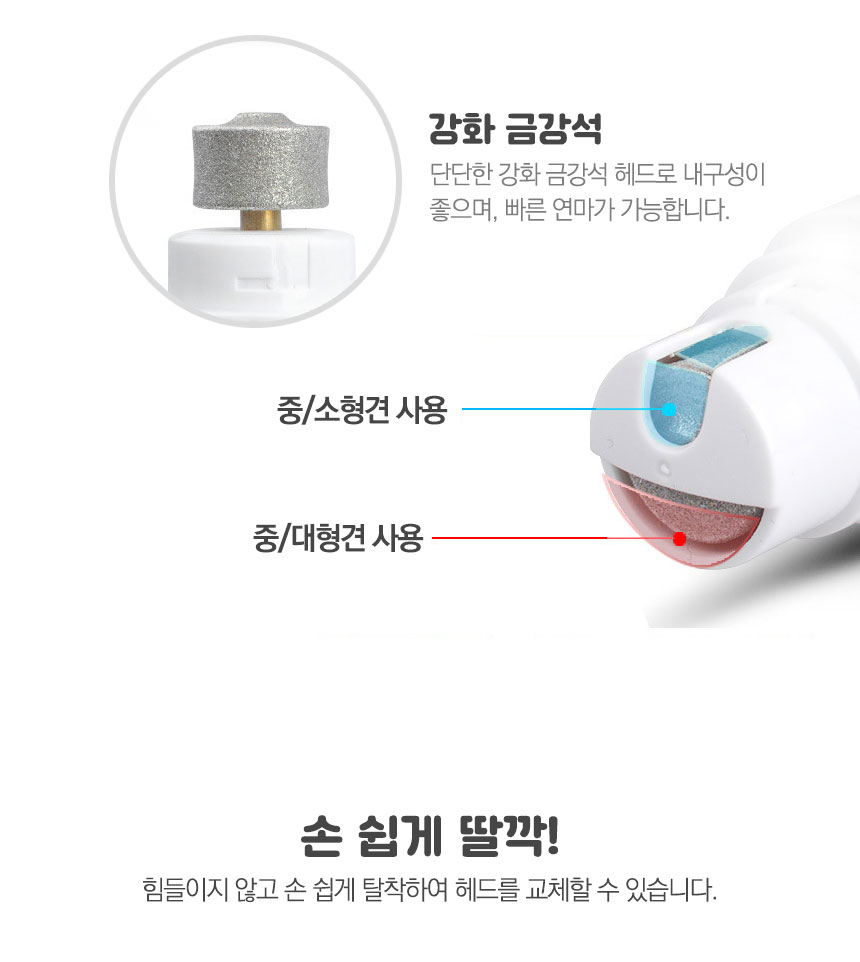 강화 금강석
단단한 강화 금강석 헤드로 내구성이
좋으며, 빠른 연마가 가능합니다.
중/소형견 사용
중/대형견 사용
손 쉽게 딸깍!
힘들이지 않고 손 쉽게 탈착하여 헤드를 교체할 수 있습니다.